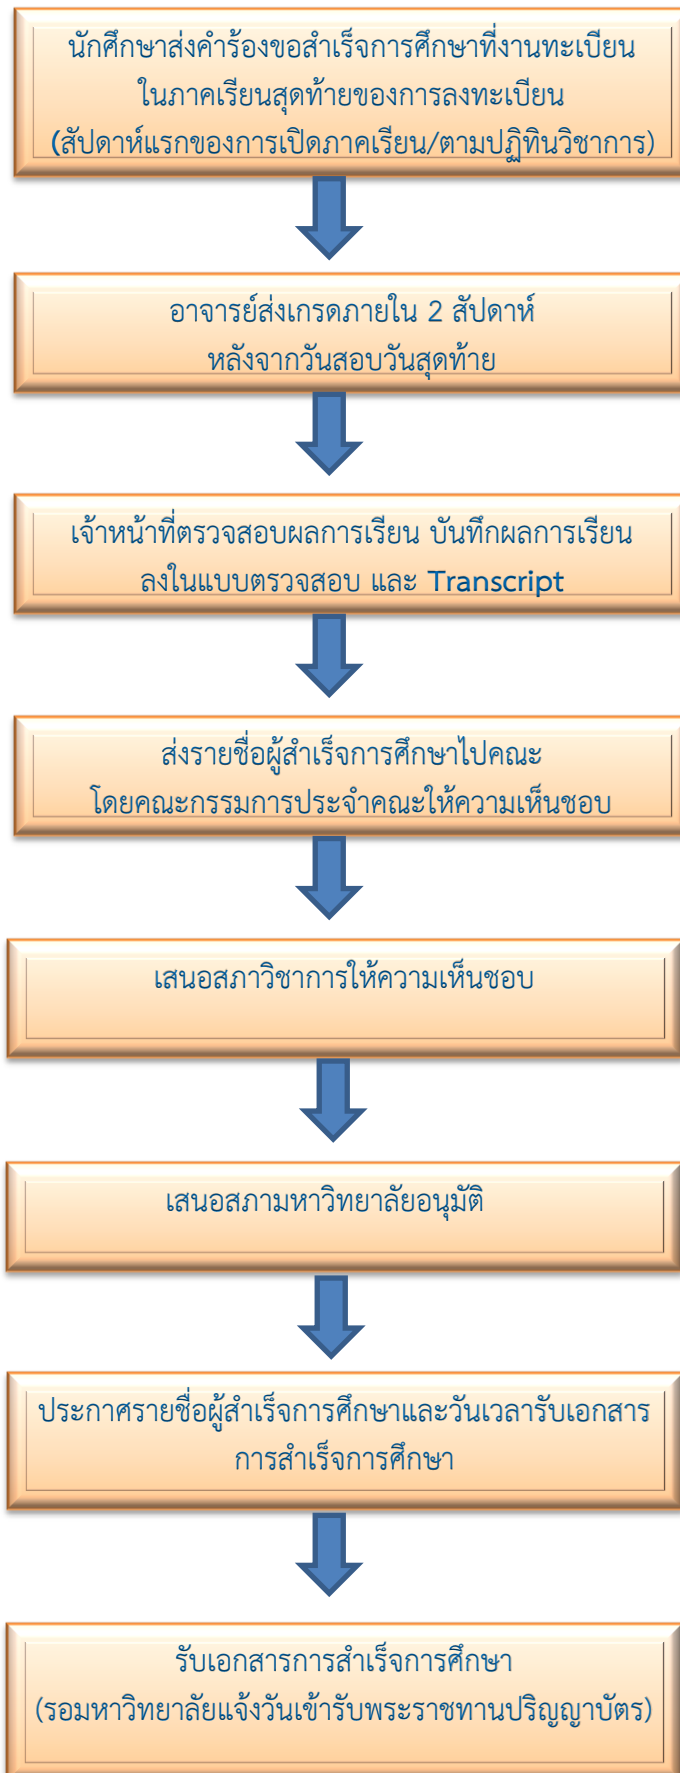 นักศึกษาส่งคำร้องขอสำเร็จการศึกษาที่งานทะเบียน
ในภาคเรียนสุดท้ายของการลงทะเบียน
(สัปดาห์แรกของการเปิดภาคเรียน/ตามปฏิทินวิชาการ)
อาจารย์ส่งเกรดภายใน 2 สัปดาห์
หลังจากวันสอบวันสุดท้าย
เจ้าหน้าที่ตรวจสอบผลการเรียน บันทึกผลการเรียน
ลงในแบบตรวจสอบ และ Transcript
ส่งรายชื่อผู้สำเร็จการศึกษาไปคณะ
โดยคณะกรรมการประจำคณะให้ความเห็นชอบ
เสนอสภาวิชาการให้ความเห็นชอบ
เสนอสภามหาวิทยาลัยอนุมัติ
ประกาศรายชื่อผู้สำเร็จการศึกษาและวันเวลารับเอกสาร
การสำเร็จการศึกษา
รับเอกสารการสำเร็จการศึกษา
(รอมหาวิทยาลัยแจ้งวันเข้ารับพระราชทานปริญญาบัตร)